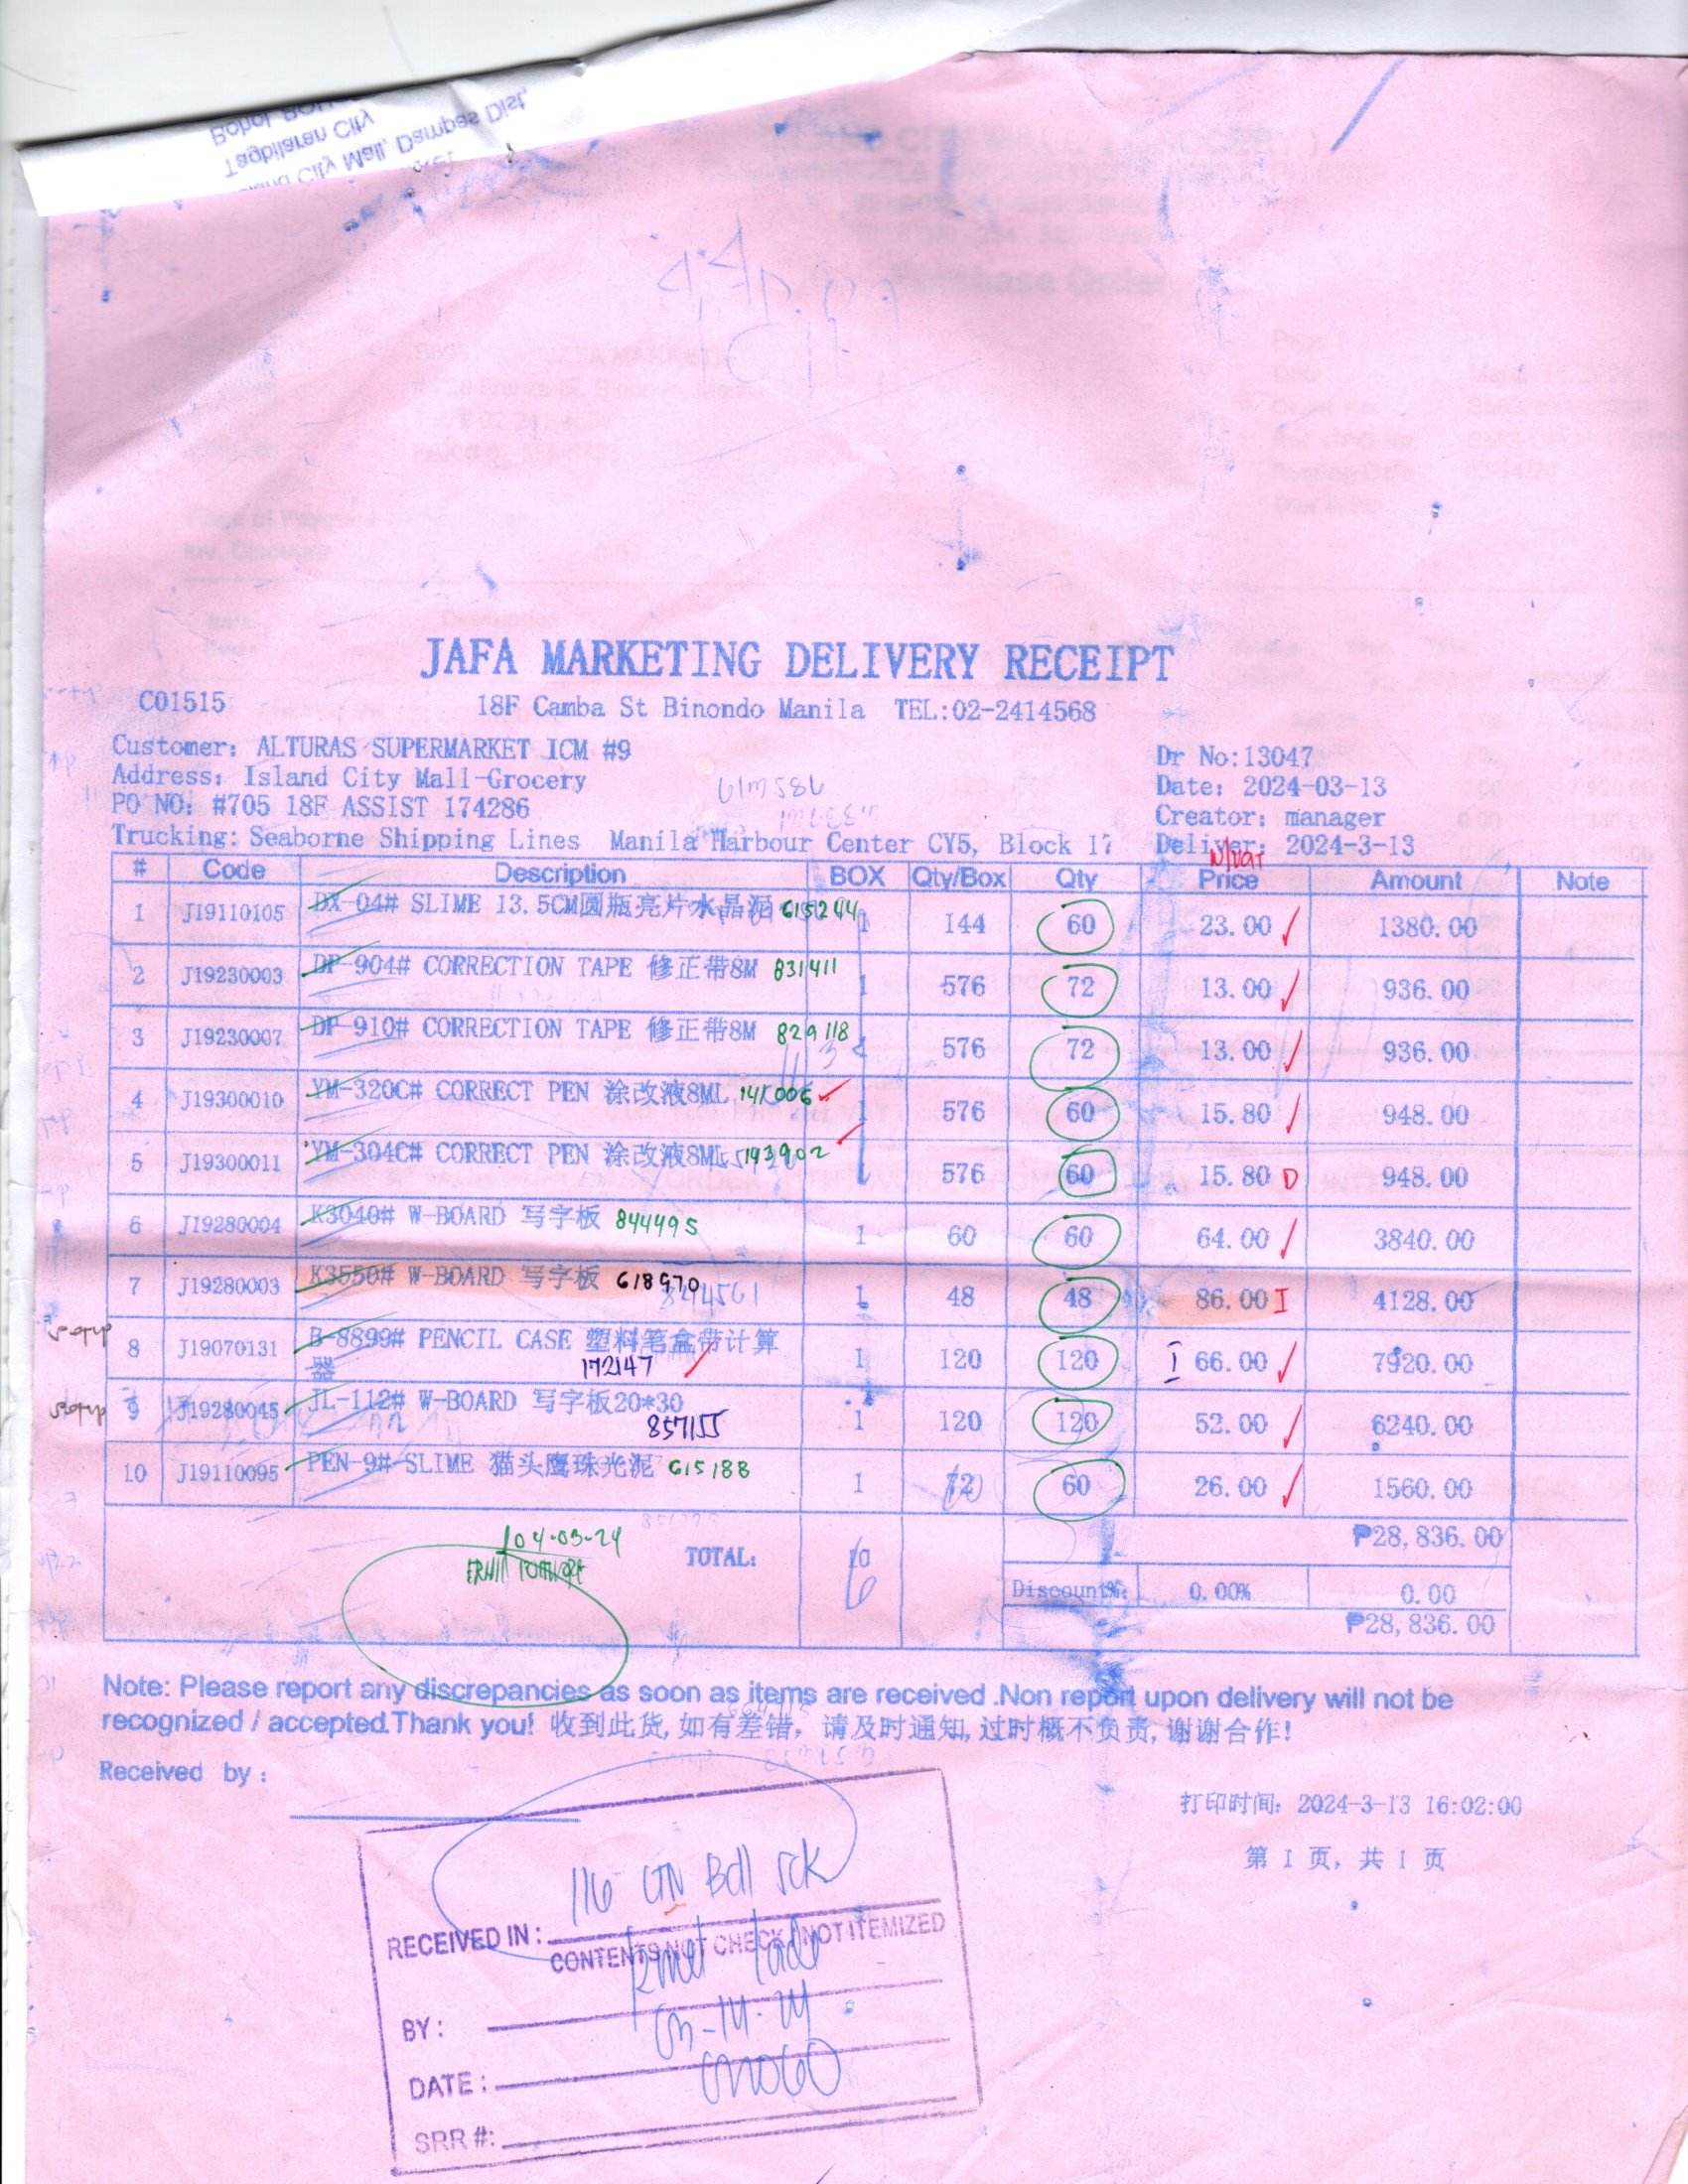 Tagbilaran City
City Mall, Dampas Dist,
JAFA MARKETING DELIVERY RECEIPT
C01515 18F Camba St Binondo Manila TEL:02-2414568
Customer: ALTURAS SUPERMARKET ICM #9 Dr No:13047
Address: Island City Mall-Grocery Date: 2024-03-13
PO NO: #705 18F ASSIST 174286 Creator: manager
Trucking: Seaborne Shipping Lines Manila Harbour Center CY5, Block 17 Deliver: 2024-3-13
# Code Description BOX Qty/Box Qty Price Amount Note
1 J19110105 DX-04# SLIME 13.5CM圆瓶亮片水晶泥 615244 1 144 60 23.00 1380.00
2 J19230003 DP-904# CORRECTION TAPE 修正带8M 831411 1 576 72 13.00 936.00
3 J19230007 DP-910# CORRECTION TAPE 修正带8M 829118 576 72 13.00 936.00
4 J19300010 YM-320C# CORRECT PEN 涂改液8ML 141006 1 576 60 15.80 948.00
5 J19300011 YM-304C# CORRECT PEN 涂改液8ML 143902 576 60 15.80 948.00
6 J19280004 K3040# W-BOARD 写字板 844495 1 60 60 64.00 3840.00
7 J19280003 K3550# W-BOARD 写字板 618970 1 48 48 86.00 4128.00
8 J19070131 B-8899# PENCIL CASE 塑料笔盒带计算 1 120 120 66.00 7920.00
器 172147
9 J19280045 JL-112# W-BOARD 写字板20*30 1 120 120 52.00 6240.00
857155
10 J19110095 PEN-9# SLIME 猫头鹰珠光泥 615188 1 72 60 26.00 1560.00
₱28,836.00
04-03-24
TOTAL: 10
6
Discount%: 0.00% 0.00
₱28,836.00
Note: Please report any discrepancies as soon as items are received .Non report upon delivery will not be
recognized / accepted.Thank you! 收到此货,如有差错，请及时通知,过时概不负责,谢谢合作!
Received by :
打印时间: 2024-3-13 16:02:00
第 1 页, 共 1 页
116 CTN
RECEIVED IN :
CONTENTS NOT CHECK / NOT ITEMIZED
BY :
DATE :
SRR #: